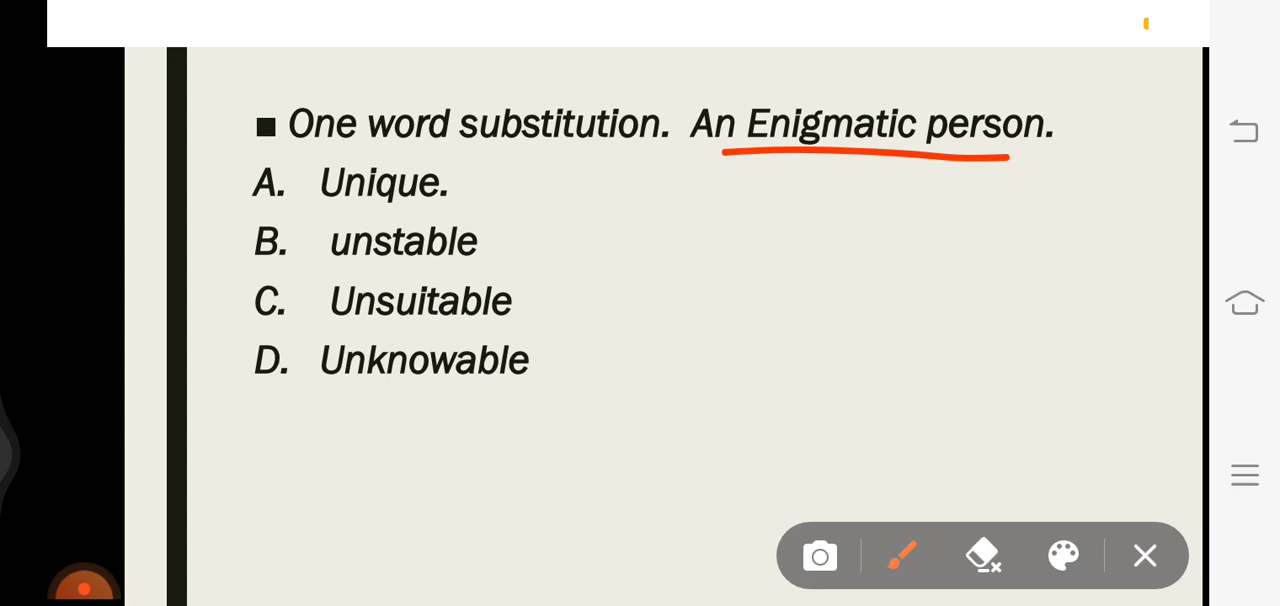 ■ One word substitution. An Enigmatic person.
A. Unique.
B. unstable
C. Unsuitable
D. Unknowable